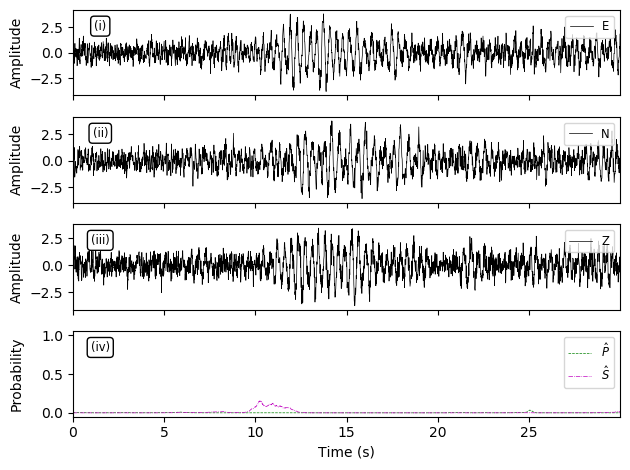 (i)
E
Amplitude
2.5
0.0
−2.5
(ii)
N
Amplitude
2.5
0.0
−2.5
(iii)
Z
Amplitude
2.5
0.0
−2.5
(iv)
P̂
Ŝ
Probability
1.0
0.5
0.0
0 5 10 15 20 25
Time (s)